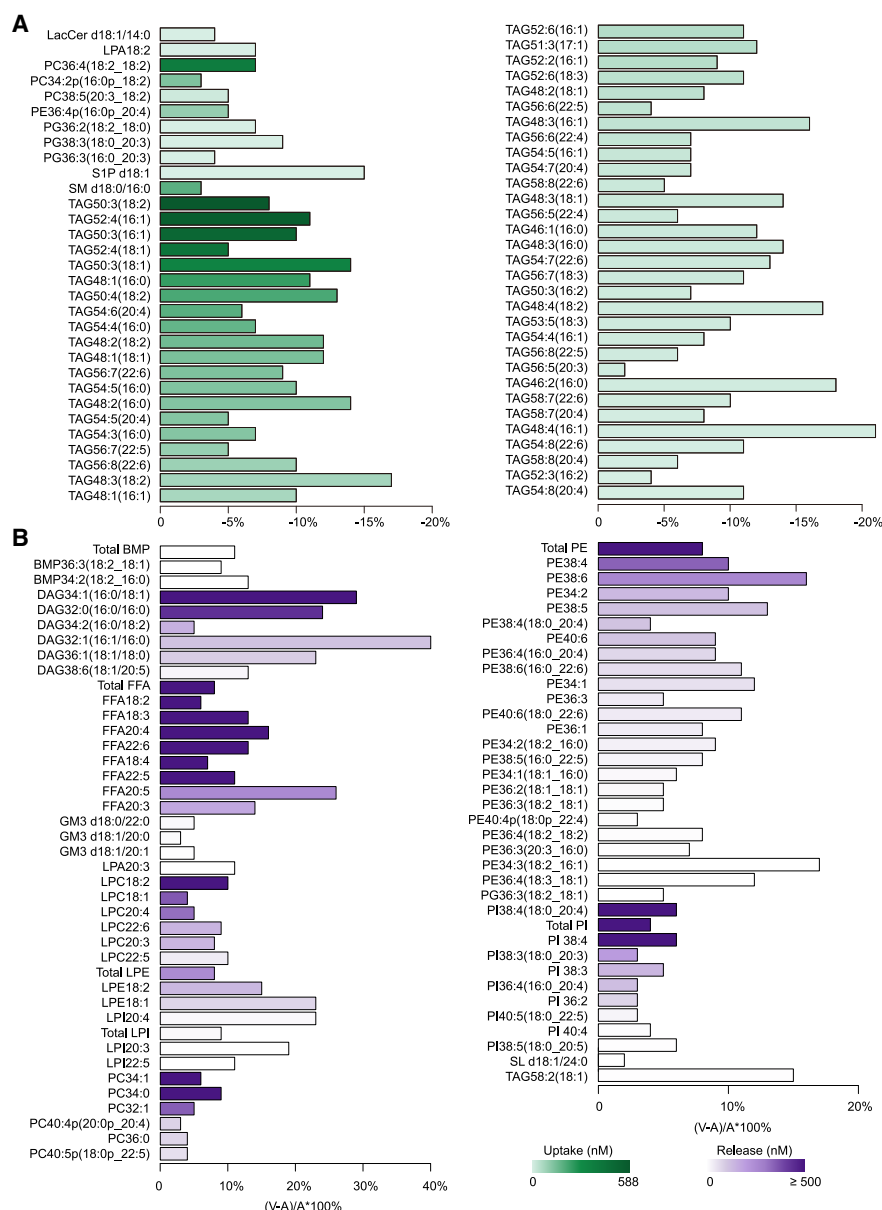 A
LacCer d18:1/14:0
LPA18:2
PC36:4(18:2_18:2)
PC34:2p(16:0p_18:2)
PC38:5(20:3_18:2)
PE36:4p(16:0p_20:4)
PG36:2(18:2_18:0)
PG38:3(18:0_20:3)
PG36:3(16:0_20:3)
S1P d18:1
SM d18:0/16:0
TAG50:3(18:2)
TAG52:4(16:1)
TAG50:3(16:1)
TAG52:4(18:1)
TAG50:3(18:1)
TAG48:1(16:0)
TAG50:4(18:2)
TAG54:6(20:4)
TAG54:4(16:0)
TAG48:2(18:2)
TAG48:1(18:1)
TAG56:7(22:6)
TAG54:5(16:0)
TAG48:2(16:0)
TAG54:5(20:4)
TAG54:3(16:0)
TAG56:7(22:5)
TAG56:8(22:6)
TAG48:3(18:2)
TAG48:1(16:1)
0 -5% -10% -15% -20%
TAG52:6(16:1)
TAG51:3(17:1)
TAG52:2(16:1)
TAG52:6(18:3)
TAG48:2(18:1)
TAG56:6(22:5)
TAG48:3(16:1)
TAG56:6(22:4)
TAG54:5(16:1)
TAG54:7(20:4)
TAG58:8(22:6)
TAG48:3(18:1)
TAG56:5(22:4)
TAG46:1(16:0)
TAG48:3(16:0)
TAG54:7(22:6)
TAG56:7(18:3)
TAG50:3(16:2)
TAG48:4(18:2)
TAG53:5(18:3)
TAG54:4(16:1)
TAG56:8(22:5)
TAG56:5(20:3)
TAG46:2(16:0)
TAG58:7(22:6)
TAG58:7(20:4)
TAG48:4(16:1)
TAG54:8(22:6)
TAG58:8(20:4)
TAG52:3(16:2)
TAG54:8(20:4)
0 -5% -10% -15% -20%
B
Total BMP
BMP36:3(18:2_18:1)
BMP34:2(18:2_16:0)
DAG34:1(16:0/18:1)
DAG32:0(16:0/16:0)
DAG34:2(16:0/18:2)
DAG32:1(16:1/16:0)
DAG36:1(18:1/18:0)
DAG38:6(18:1/20:5)
Total FFA
FFA18:2
FFA18:3
FFA20:4
FFA22:6
FFA18:4
FFA22:5
FFA20:5
FFA20:3
GM3 d18:0/22:0
GM3 d18:1/20:0
GM3 d18:1/20:1
LPA20:3
LPC18:2
LPC18:1
LPC20:4
LPC22:6
LPC20:3
LPC22:5
Total LPE
LPE18:2
LPE18:1
LPI20:4
Total LPI
LPI20:3
LPI22:5
PC34:1
PC34:0
PC32:1
PC40:4p(20:0p_20:4)
PC36:0
PC40:5p(18:0p_22:5)
0 10% 20% 30% 40%
(V-A)/A*100%
Total PE
PE38:4
PE38:6
PE34:2
PE38:5
PE38:4(18:0_20:4)
PE40:6
PE36:4(16:0_20:4)
PE38:6(16:0_22:6)
PE34:1
PE36:3
PE40:6(18:0_22:6)
PE36:1
PE34:2(18:2_16:0)
PE38:5(16:0_22:5)
PE34:1(18:1_16:0)
PE36:2(18:1_18:1)
PE36:3(18:2_18:1)
PE40:4p(18:0p_22:4)
PE36:4(18:2_18:2)
PE36:3(20:3_16:0)
PE34:3(18:2_16:1)
PE36:4(18:3_18:1)
PG36:3(18:2_18:1)
PI38:4(18:0_20:4)
Total PI
PI 38:4
PI38:3(18:0_20:3)
PI 38:3
PI36:4(16:0_20:4)
PI 36:2
PI40:5(18:0_22:5)
PI 40:4
PI38:5(18:0_20:5)
SL d18:1/24:0
TAG58:2(18:1)
0 10% 20%
(V-A)/A*100%
Uptake (nM)
0 588
Release (nM)
0 ≥ 500